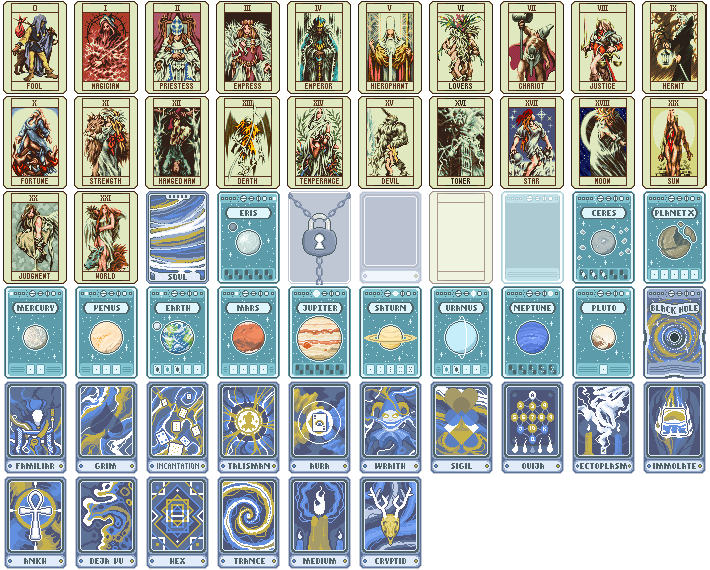 0 I II III IV V VI VII VIII IX
FOOL MAGICIAN PRIESTESS EMPRESS EMPEROR HIEROPHANT LOVERS CHARIOT JUSTICE HERMIT
X XI XII XIII XIV XV XVI XVII XVIII XIX
FORTUNE STRENGTH HANGED MAN DEATH TEMPERANCE DEVIL TOWER STAR MOON SUN
XX XXI
ERIS CERES PLANET X
JUDGMENT WORLD SOUL
MERCURY VENUS EARTH MARS JUPITER SATURN URANUS NEPTUNE PLUTO BLACK HOLE
FAMILIAR GRIM INCANTATION TALISMAN AURA WRAITH SIGIL OUIJA ECTOPLASM IMMOLATE
ANKH DEJA VU HEX TRANCE MEDIUM CRYPTID